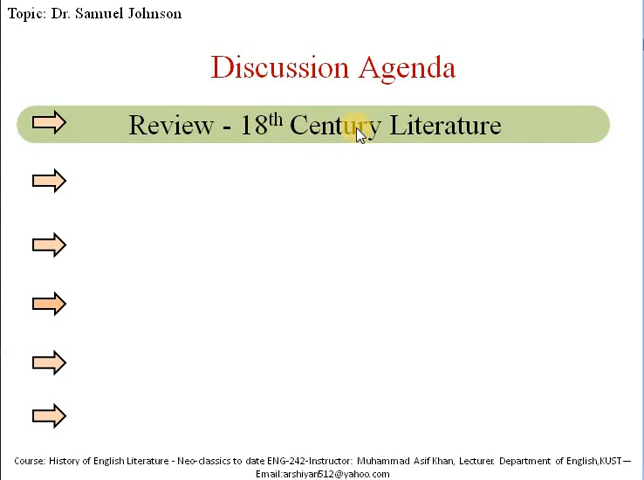 Topic: Dr. Samuel Johnson
Discussion Agenda
Review - 18th Century Literature
Course: History of English Literature - Neo-classics to date ENG-242-Instructor: Muhammad Asif Khan, Lecturer. Department of English,KUST—
Email:arshiyan512@yahoo.com